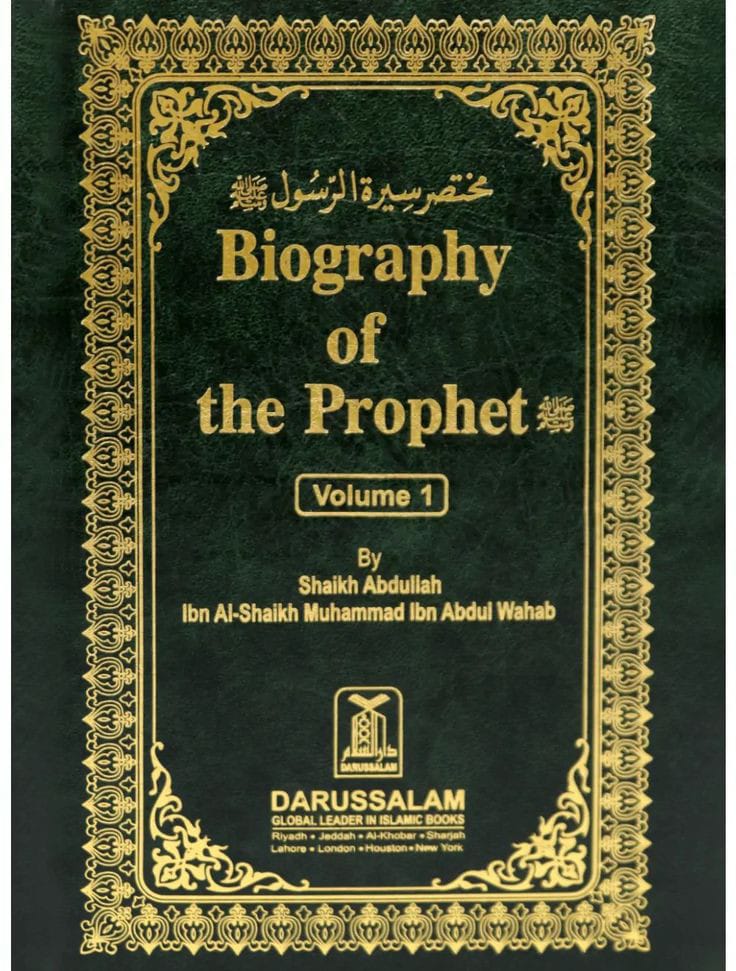 مختصر سيرة الرسول ﷺ
Biography
of
the Prophet ﷺ
Volume 1
By
Shaikh Abdullah
Ibn Al-Shaikh Muhammad Ibn Abdul Wahab
دار السلام
DARUSSALAM
DARUSSALAM
GLOBAL LEADER IN ISLAMIC BOOKS
Riyadh • Jeddah • Al-Khobar • Sharjah
Lahore • London • Houston • New York